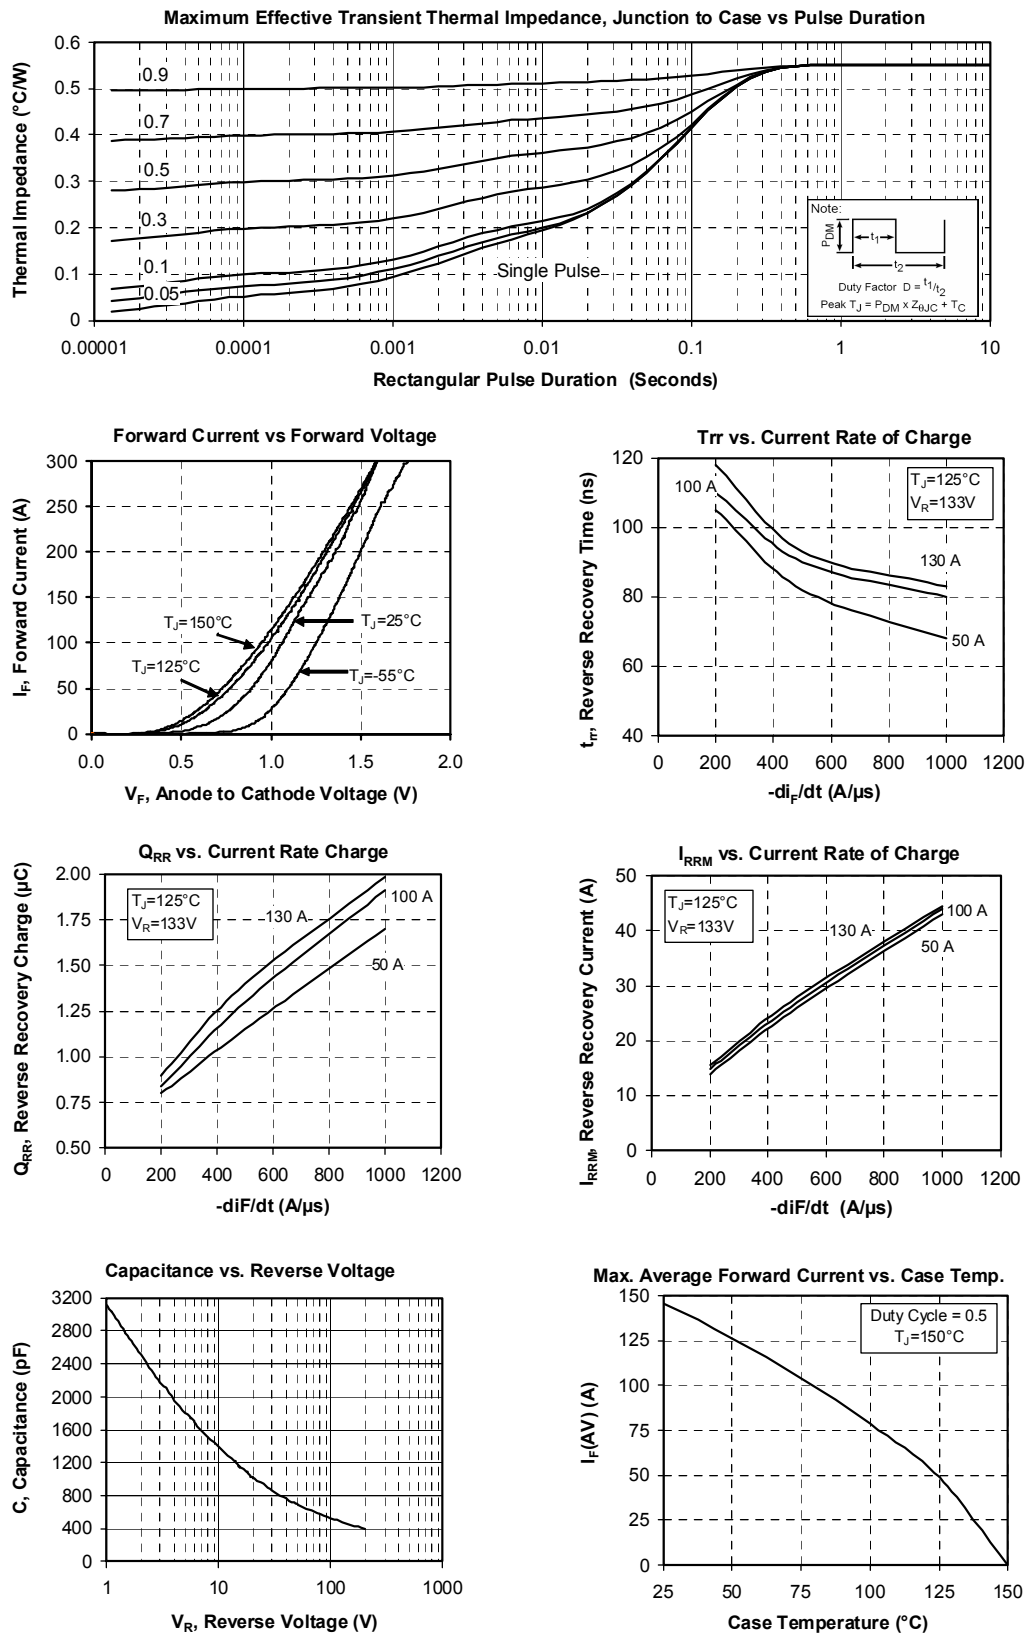 Maximum Effective Transient Thermal Impedance, Junction to Case vs Pulse Duration
Thermal Impedance (°C/W)
0.6
0.5
0.4
0.3
0.2
0.1
0
0.9
0.7
0.5
0.3
0.1
0.05
Single Pulse
Note:
PDM
t1
t2
Duty Factor D = t1/t2
Peak TJ = PDM x ZθJC + TC
0.00001 0.0001 0.001 0.01 0.1 1 10
Rectangular Pulse Duration (Seconds)
Forward Current vs Forward Voltage
IF, Forward Current (A)
300
250
200
150
100
50
0
TJ=150°C
TJ=125°C
TJ=25°C
TJ=-55°C
0.0 0.5 1.0 1.5 2.0
VF, Anode to Cathode Voltage (V)
Trr vs. Current Rate of Charge
trr, Reverse Recovery Time (ns)
120
100
80
60
40
TJ=125°C
VR=133V
100 A
130 A
50 A
0 200 400 600 800 1000 1200
-diF/dt (A/µs)
QRR vs. Current Rate Charge
QRR, Reverse Recovery Charge (µC)
2.00
1.75
1.50
1.25
1.00
0.75
0.50
TJ=125°C
VR=133V
130 A
100 A
50 A
0 200 400 600 800 1000 1200
-diF/dt (A/µs)
IRRM vs. Current Rate of Charge
IRRM, Reverse Recovery Current (A)
50
40
30
20
10
0
TJ=125°C
VR=133V
130 A
100 A
50 A
0 200 400 600 800 1000 1200
-diF/dt (A/µs)
Capacitance vs. Reverse Voltage
C, Capacitance (pF)
3200
2800
2400
2000
1600
1200
800
400
0
1 10 100 1000
VR, Reverse Voltage (V)
Max. Average Forward Current vs. Case Temp.
IF(AV) (A)
150
125
100
75
50
25
0
Duty Cycle = 0.5
TJ=150°C
25 50 75 100 125 150
Case Temperature (°C)